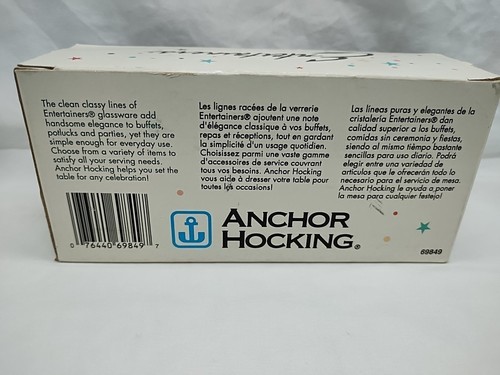 Entertainers
The clean classy lines of
Entertainers® glassware add
handsome elegance to buffets,
potlucks and parties, yet they are
simple enough for everyday use.
Choose from a variety of items to
satisfy all your serving needs.
Anchor Hocking helps you set the
table for any celebration!
Les lignes racées de la verrerie
Entertainers® ajoutent une note
d'élégance classique à vos buffets,
repas et réceptions, tout en gardant
la simplicité d'un usage quotidien.
Choisissez parmi une vaste gamme
d'accessoires de service couvrant
tous vos besoins. Anchor Hocking
vous aide à dresser votre table pour
toutes les occasions!
Las líneas puras y elegantes de la
cristalería Entertainers® dan
calidad superior a los buffets,
comidas sin ceremonia y fiestas,
siendo al mismo tiempo bastante
sencillas para uso diario. Podrá
elegir entre una variedad de
artículos que le ofrecerán todo lo
necesario para el servicio de mesa.
Anchor Hocking le ayuda a poner
la mesa para cualquier festejo!
0 76440 69849 7
ANCHOR
HOCKING®
69849